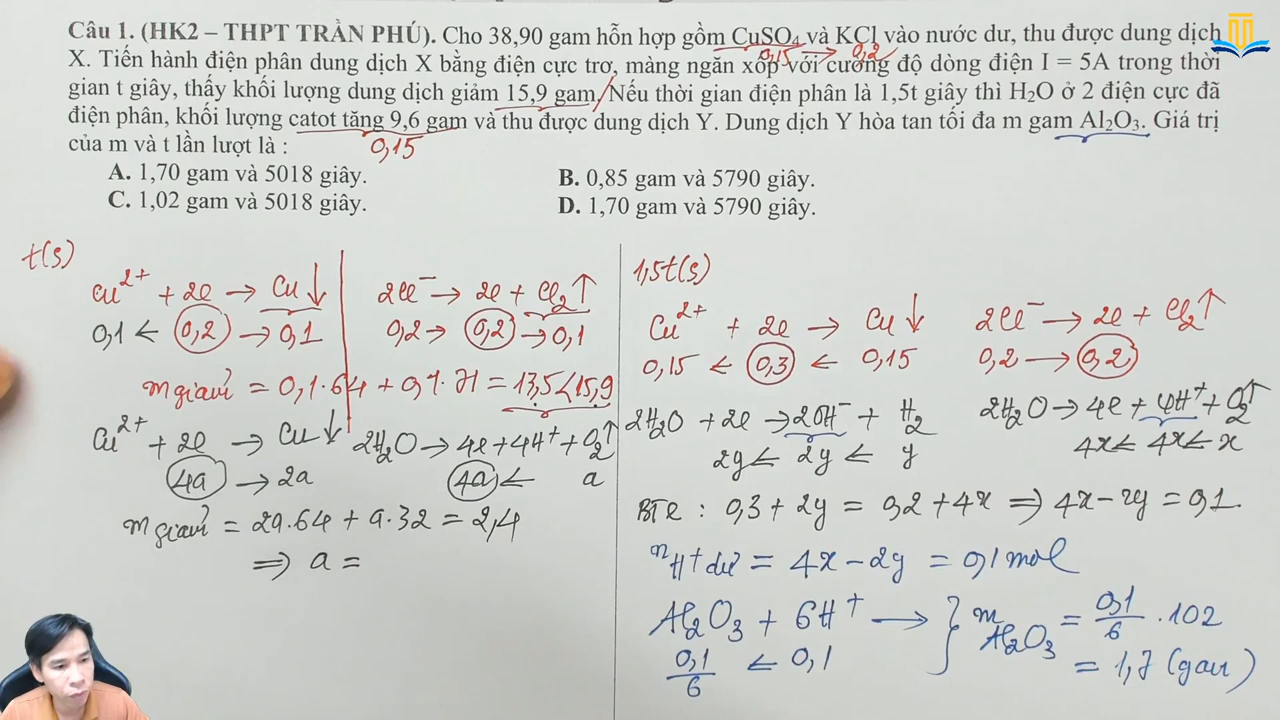 Câu 1. (HK2 – THPT TRẦN PHÚ). Cho 38,90 gam hỗn hợp gồm CuSO₄ và KCl vào nước dư, thu được dung dịch
0,15 → 0,2
X. Tiến hành điện phân dung dịch X bằng điện cực trơ, màng ngăn xốp với cường độ dòng điện I = 5A trong thời
gian t giây, thấy khối lượng dung dịch giảm 15,9 gam. Nếu thời gian điện phân là 1,5t giây thì H₂O ở 2 điện cực đã
điện phân, khối lượng catot tăng 9,6 gam và thu được dung dịch Y. Dung dịch Y hòa tan tối đa m gam Al₂O₃. Giá trị
0,15
của m và t lần lượt là :
A. 1,70 gam và 5018 giây.
B. 0,85 gam và 5790 giây.
C. 1,02 gam và 5018 giây.
D. 1,70 gam và 5790 giây.
t(s)
Cu²⁺ + 2e → Cu↓
2Cl⁻ → 2e + Cl₂↑
0,1 ← 0,2 → 0,1
0,2 → 0,2 → 0,1
m giảm = 0,1.64 + 0,1.71 = 13,5 < 15,9
Cu²⁺ + 2e → Cu↓
2H₂O → 4e + 4H⁺ + O₂↑
4a → 2a
4a ← a
m giảm = 2a.64 + a.32 = 2,4
⇒ a =
1,5t(s)
Cu²⁺ + 2e → Cu↓
2Cl⁻ → 2e + Cl₂↑
0,15 ← 0,3 ← 0,15
0,2 → 0,2
2H₂O + 2e → 2OH⁻ + H₂
2H₂O → 4e + 4H⁺ + O₂↑
2y ← 2y ← y
4x ← 4x ← x
BTe : 0,3 + 2y = 0,2 + 4x ⇒ 4x – 2y = 0,1.
nH⁺ dư = 4x – 2y = 0,1 mol
Al₂O₃ + 6H⁺ → } mAl₂O₃ = 0,1/6 . 102
0,1/6 ← 0,1
= 1,7 (gam)